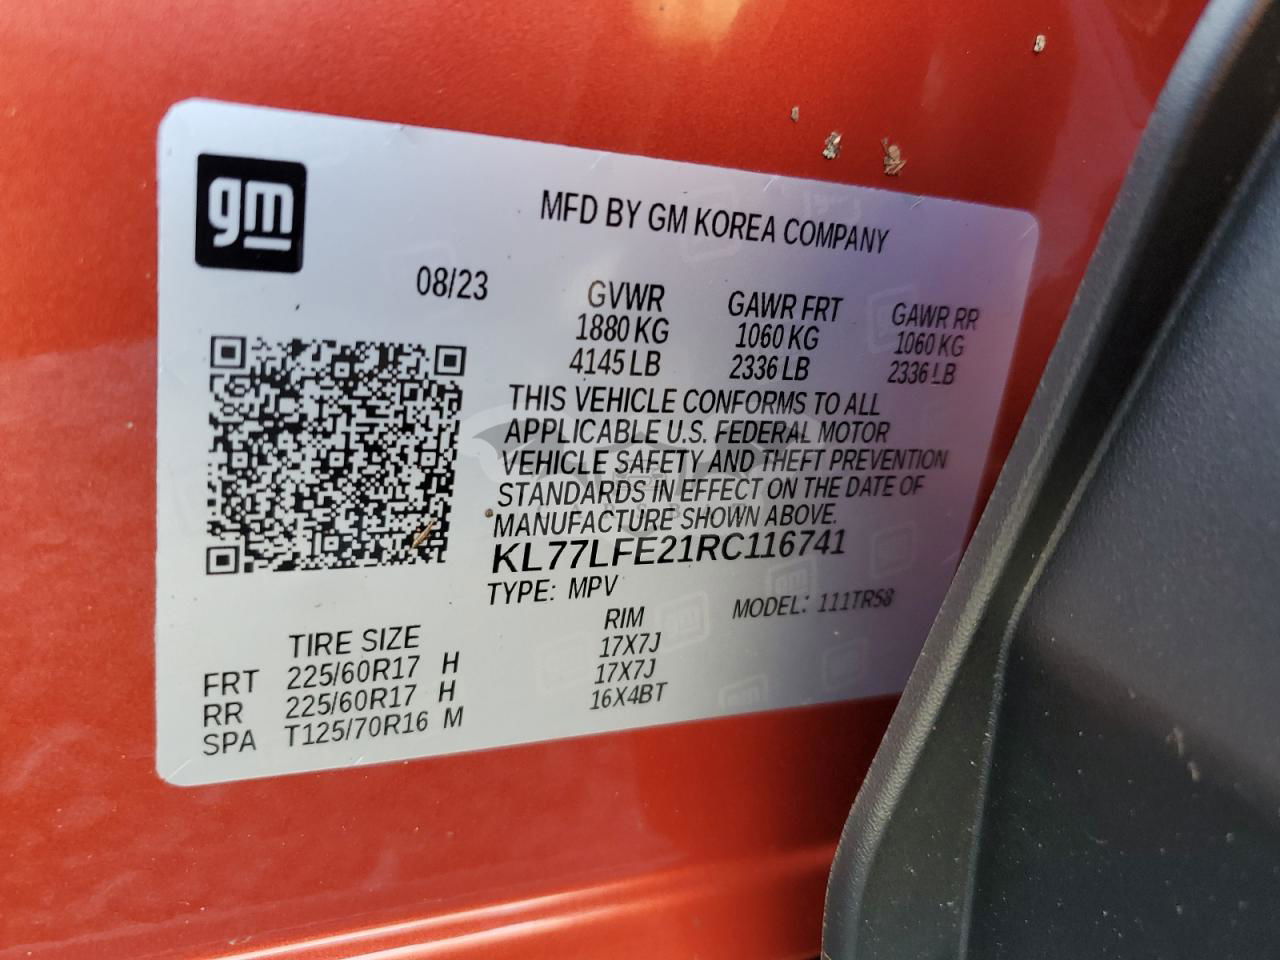 gm
MFD BY GM KOREA COMPANY
08/23 GVWR GAWR FRT GAWR RR
1880 KG 1060 KG 1060 KG
4145 LB 2336 LB 2336 LB
THIS VEHICLE CONFORMS TO ALL
APPLICABLE U.S. FEDERAL MOTOR
VEHICLE SAFETY AND THEFT PREVENTION
STANDARDS IN EFFECT ON THE DATE OF
MANUFACTURE SHOWN ABOVE.
KL77LFE21RC116741
TYPE: MPV MODEL: 111TR58
TIRE SIZE RIM
FRT 225/60R17 H 17X7J
RR 225/60R17 H 17X7J
SPA T125/70R16 M 16X4BT